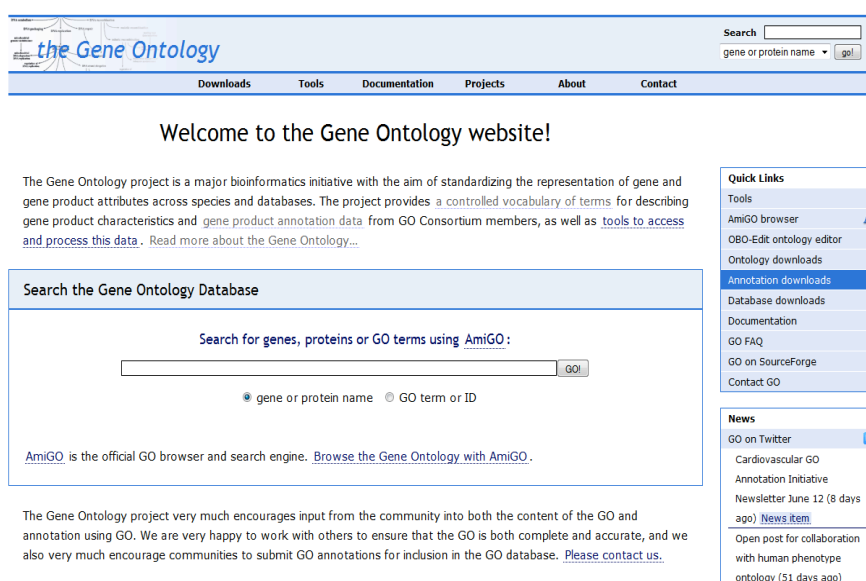 the Gene Ontology
Search
gene or protein name
go!
Downloads Tools Documentation Projects About Contact
Welcome to the Gene Ontology website!
The Gene Ontology project is a major bioinformatics initiative with the aim of standardizing the representation of gene and
gene product attributes across species and databases. The project provides a controlled vocabulary of terms for describing
gene product characteristics and gene product annotation data from GO Consortium members, as well as tools to access
and process this data. Read more about the Gene Ontology...
Search the Gene Ontology Database
Search for genes, proteins or GO terms using AmiGO:
GO!
gene or protein name GO term or ID
AmiGO is the official GO browser and search engine. Browse the Gene Ontology with AmiGO.
The Gene Ontology project very much encourages input from the community into both the content of the GO and
annotation using GO. We are very happy to work with others to ensure that the GO is both complete and accurate, and we
also very much encourage communities to submit GO annotations for inclusion in the GO database. Please contact us.
Quick Links
Tools
AmiGO browser
OBO-Edit ontology editor
Ontology downloads
Annotation downloads
Database downloads
Documentation
GO FAQ
GO on SourceForge
Contact GO
News
GO on Twitter
Cardiovascular GO
Annotation Initiative
Newsletter June 12 (8 days
ago) News item
Open post for collaboration
with human phenotype
ontology (51 days ago)